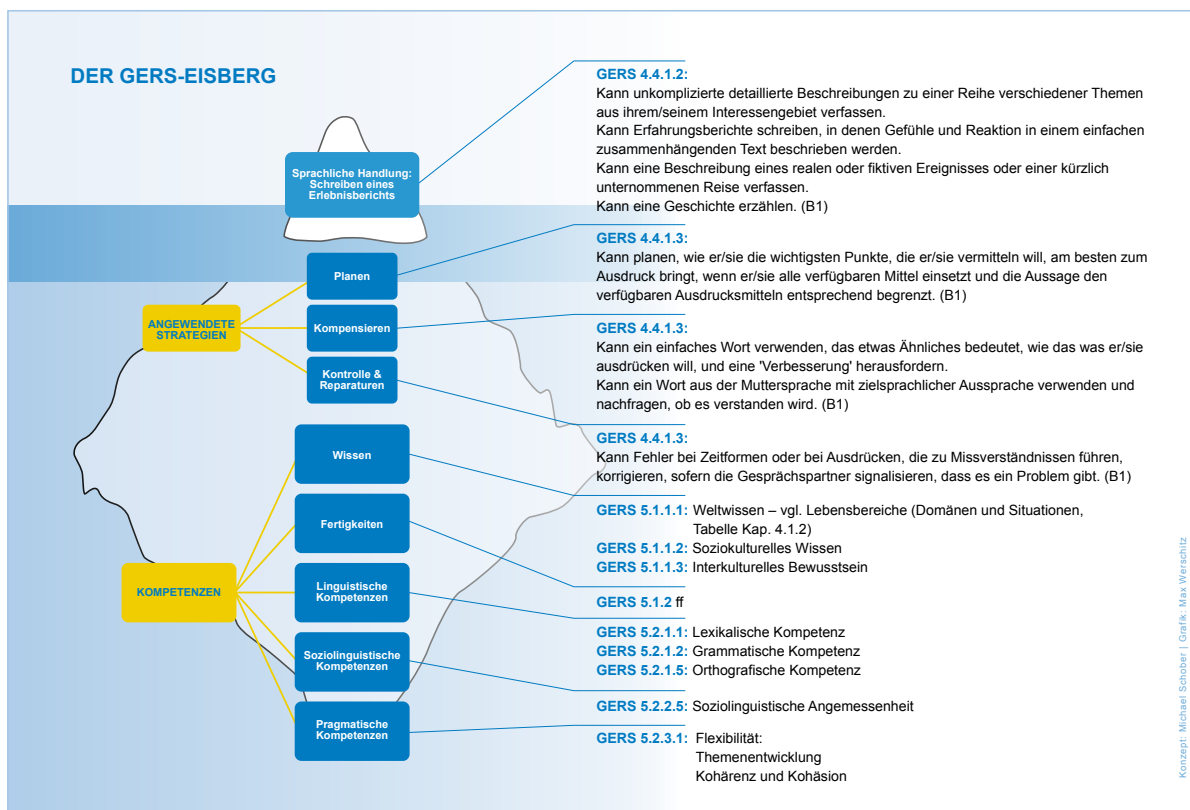 DER GERS-EISBERG
Sprachliche Handlung:
Schreiben eines
Erlebnisberichts
ANGEWENDETE
STRATEGIEN
Planen
Kompensieren
Kontrolle &
Reparaturen
KOMPETENZEN
Wissen
Fertigkeiten
Linguistische
Kompetenzen
Soziolinguistische
Kompetenzen
Pragmatische
Kompetenzen
GERS 4.4.1.2:
Kann unkomplizierte detaillierte Beschreibungen zu einer Reihe verschiedener Themen
aus ihrem/seinem Interessengebiet verfassen.
Kann Erfahrungsberichte schreiben, in denen Gefühle und Reaktion in einem einfachen
zusammenhängenden Text beschrieben werden.
Kann eine Beschreibung eines realen oder fiktiven Ereignisses oder einer kürzlich
unternommenen Reise verfassen.
Kann eine Geschichte erzählen. (B1)
GERS 4.4.1.3:
Kann planen, wie er/sie die wichtigsten Punkte, die er/sie vermitteln will, am besten zum
Ausdruck bringt, wenn er/sie alle verfügbaren Mittel einsetzt und die Aussage den
verfügbaren Ausdrucksmitteln entsprechend begrenzt. (B1)
GERS 4.4.1.3:
Kann ein einfaches Wort verwenden, das etwas Ähnliches bedeutet, wie das was er/sie
ausdrücken will, und eine 'Verbesserung' herausfordern.
Kann ein Wort aus der Muttersprache mit zielsprachlicher Aussprache verwenden und
nachfragen, ob es verstanden wird. (B1)
GERS 4.4.1.3:
Kann Fehler bei Zeitformen oder bei Ausdrücken, die zu Missverständnissen führen,
korrigieren, sofern die Gesprächspartner signalisieren, dass es ein Problem gibt. (B1)
GERS 5.1.1.1: Weltwissen – vgl. Lebensbereiche (Domänen und Situationen,
Tabelle Kap. 4.1.2)
GERS 5.1.1.2: Soziokulturelles Wissen
GERS 5.1.1.3: Interkulturelles Bewusstsein
GERS 5.1.2 ff
GERS 5.2.1.1: Lexikalische Kompetenz
GERS 5.2.1.2: Grammatische Kompetenz
GERS 5.2.1.5: Orthografische Kompetenz
GERS 5.2.2.5: Soziolinguistische Angemessenheit
GERS 5.2.3.1: Flexibilität:
Themenentwicklung
Kohärenz und Kohäsion
Konzept: Michael Schober | Grafik: Max Werschitz